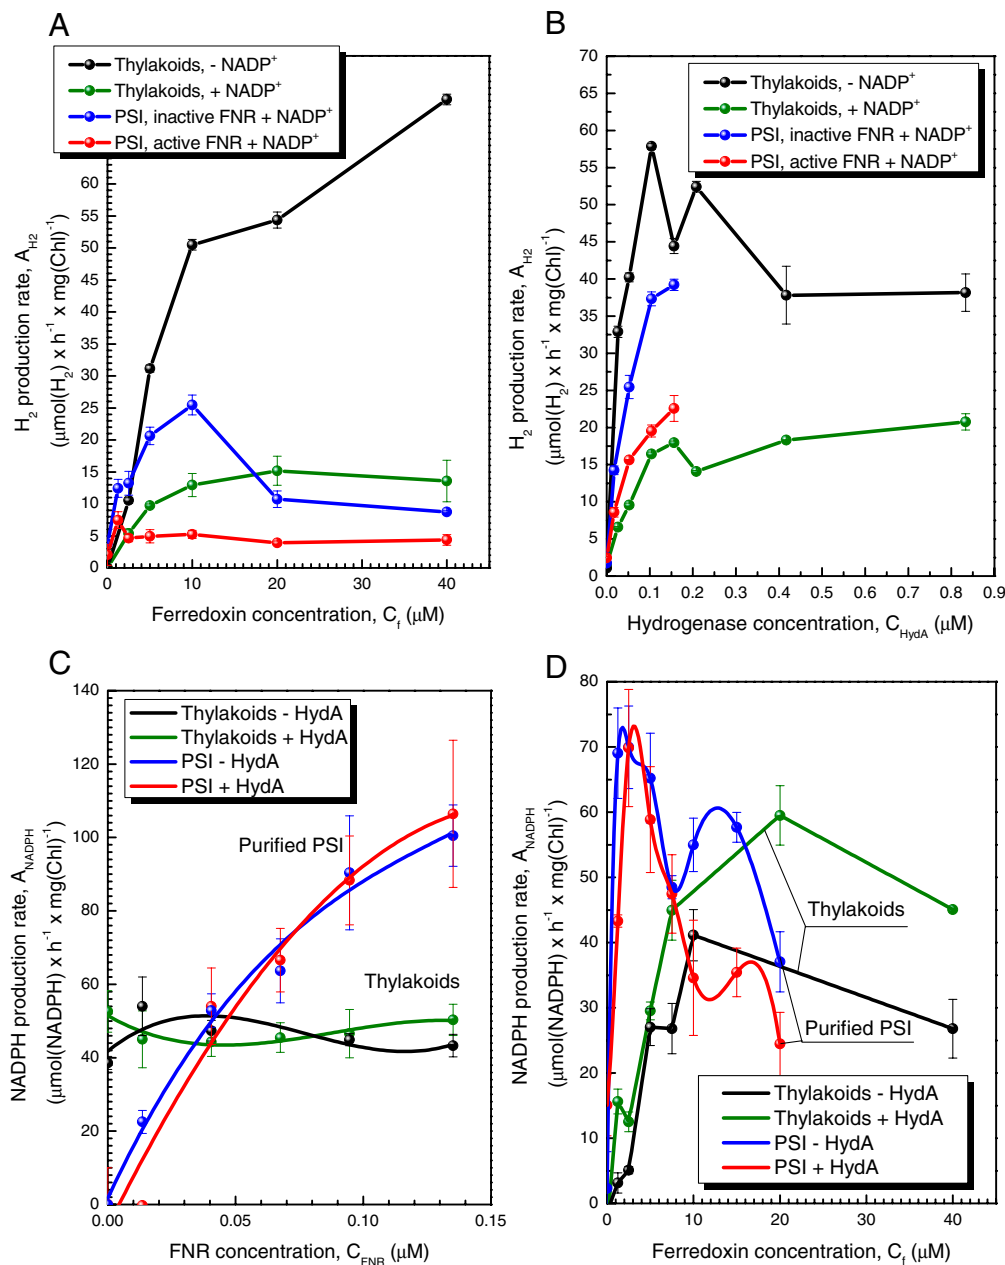 A
Thylakoids, - NADP⁺
Thylakoids, + NADP⁺
PSI, inactive FNR + NADP⁺
PSI, active FNR + NADP⁺
H₂ production rate, A_H2
(μmol(H₂) x h⁻¹ x mg(Chl)⁻¹
60
55
50
45
40
35
30
25
20
15
10
5
0
0 10 20 30 40
Ferredoxin concentration, C_f (μM)
B
Thylakoids, - NADP⁺
Thylakoids, + NADP⁺
PSI, inactive FNR + NADP⁺
PSI, active FNR + NADP⁺
H₂ production rate, A_H2
(μmol(H₂) x h⁻¹ x mg(Chl)⁻¹
70
65
60
55
50
45
40
35
30
25
20
15
10
5
0
0.0 0.1 0.2 0.3 0.4 0.5 0.6 0.7 0.8 0.9
Hydrogenase concentration, C_HydA (μM)
C
Thylakoids - HydA
Thylakoids + HydA
PSI - HydA
PSI + HydA
Purified PSI
Thylakoids
NADPH production rate, A_NADPH
(μmol(NADPH) x h⁻¹ x mg(Chl)⁻¹
140
120
100
80
60
40
20
0
0.00 0.05 0.10 0.15
FNR concentration, C_FNR (μM)
D
Thylakoids
Purified PSI
Thylakoids - HydA
Thylakoids + HydA
PSI - HydA
PSI + HydA
NADPH production rate, A_NADPH
(μmol(NADPH) x h⁻¹ x mg(Chl)⁻¹
80
70
60
50
40
30
20
10
0
0 10 20 30 40
Ferredoxin concentration, C_f (μM)